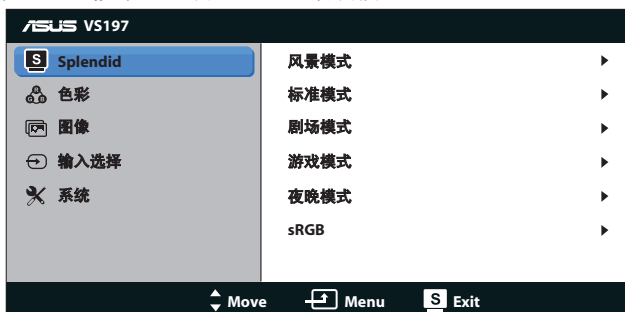 /SUS VS197
S Splendid
色彩
图像
输入选择
系统
风景模式
标准模式
剧场模式
游戏模式
夜晚模式
sRGB
Move Menu S Exit